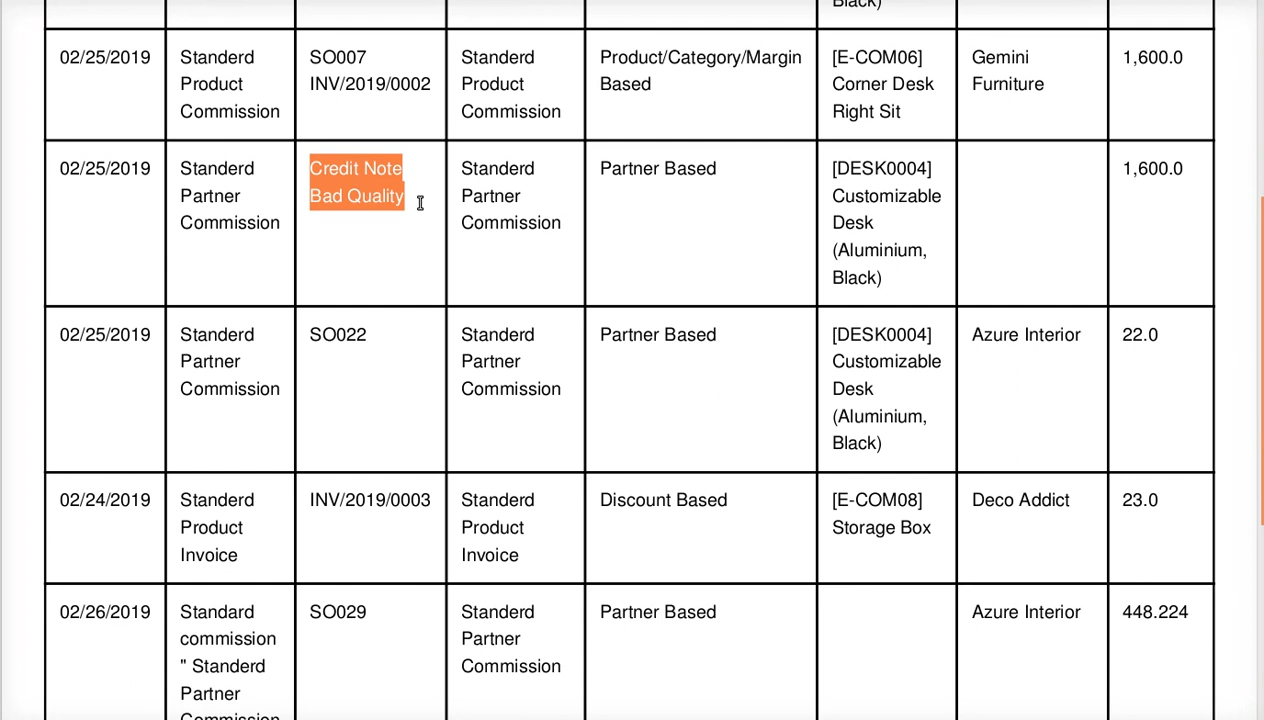 Black)
02/25/2019
Standerd
Product
Commission
SO007
INV/2019/0002
Standerd
Product
Commission
Product/Category/Margin
Based
[E-COM06]
Corner Desk
Right Sit
Gemini
Furniture
1,600.0
02/25/2019
Standerd
Partner
Commission
Credit Note
Bad Quality
Standerd
Partner
Commission
Partner Based
[DESK0004]
Customizable
Desk
(Aluminium,
Black)
1,600.0
02/25/2019
Standerd
Partner
Commission
SO022
Standerd
Partner
Commission
Partner Based
[DESK0004]
Customizable
Desk
(Aluminium,
Black)
Azure Interior
22.0
02/24/2019
Standerd
Product
Invoice
INV/2019/0003
Standerd
Product
Invoice
Discount Based
[E-COM08]
Storage Box
Deco Addict
23.0
02/26/2019
Standard
commission
" Standerd
Partner
Commission
SO029
Standerd
Partner
Commission
Partner Based
Azure Interior
448.224